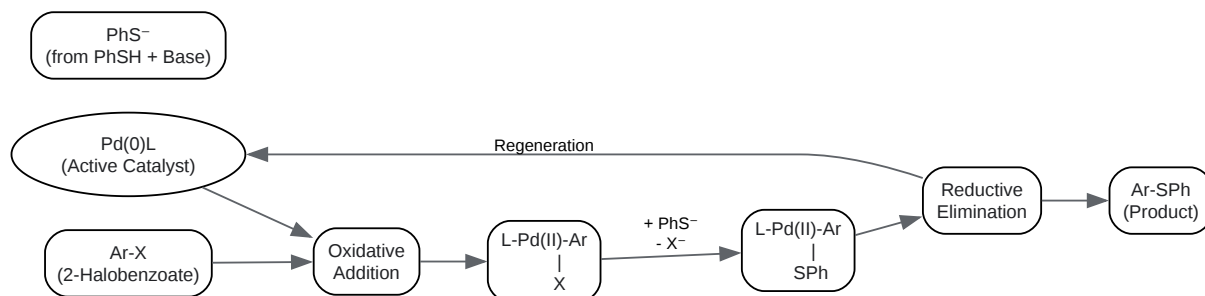 PhS⁻
(from PhSH + Base)
Pd(0)L
(Active Catalyst)
Regeneration
Ar-X
(2-Halobenzoate)
Oxidative
Addition
L-Pd(II)-Ar
|
X
+ PhS⁻
- X⁻
L-Pd(II)-Ar
|
SPh
Reductive
Elimination
Ar-SPh
(Product)